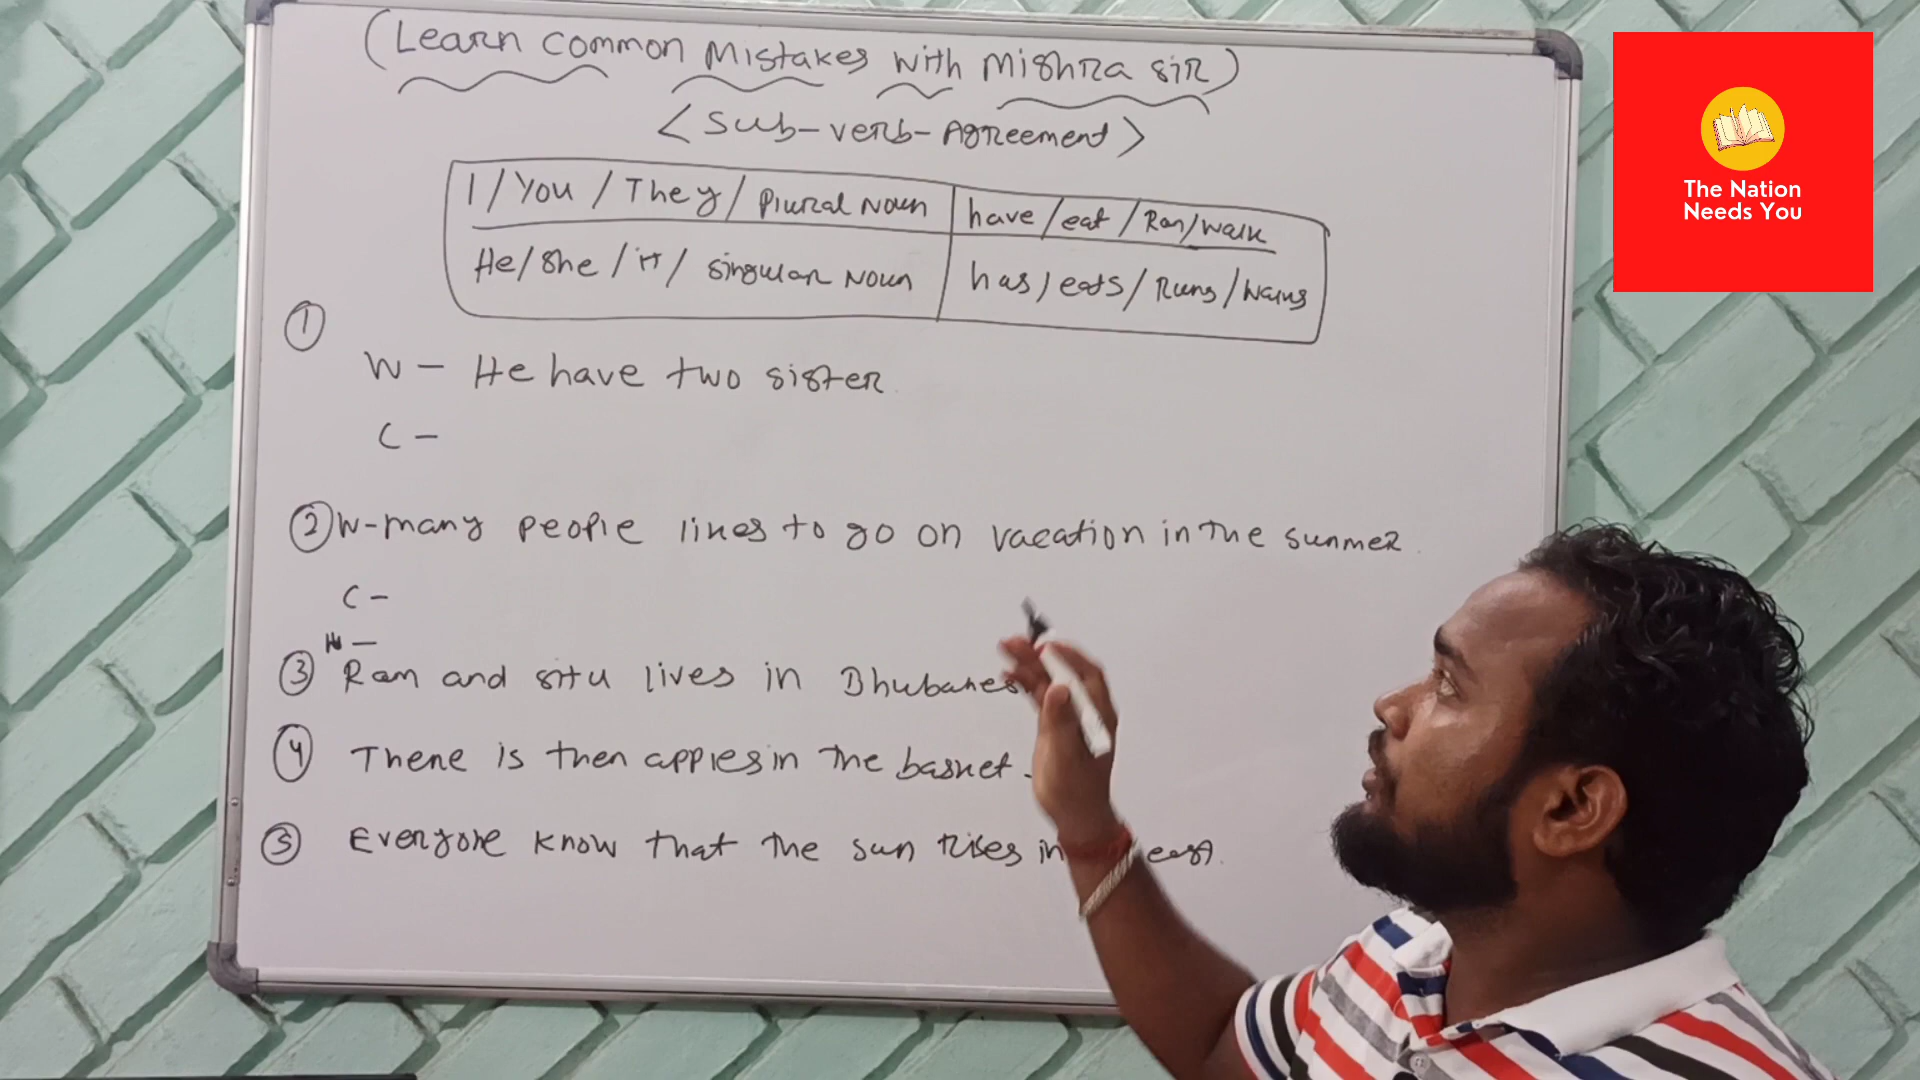 (Learn Common Mistakes with Mishra Sir)
<Sub-Verb-Agreement>
I/You/They/Plural Noun have/eat/Run/walk
He/She/it/singular Noun has/eats/Runs/walks
①
W- He have two sister
C-
② W-many people likes to go on vacation in the summer.
C-
W-
③ Ram and situ lives in
④ There is then apples in the basket.
⑤ Everyone know that the sun rises in east.
The Nation
Needs You